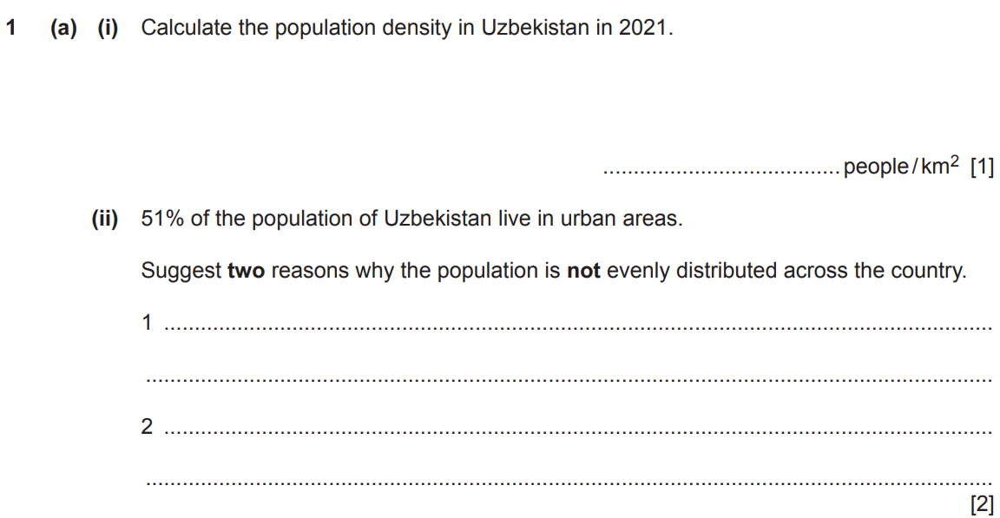 1 (a) (i) Calculate the population density in Uzbekistan in 2021.
....................................... people/km² [1]
(ii) 51% of the population of Uzbekistan live in urban areas.
Suggest two reasons why the population is not evenly distributed across the country.
1 ..........................................................................................................................................
..........................................................................................................................................
2 ..........................................................................................................................................
..........................................................................................................................................
[2]